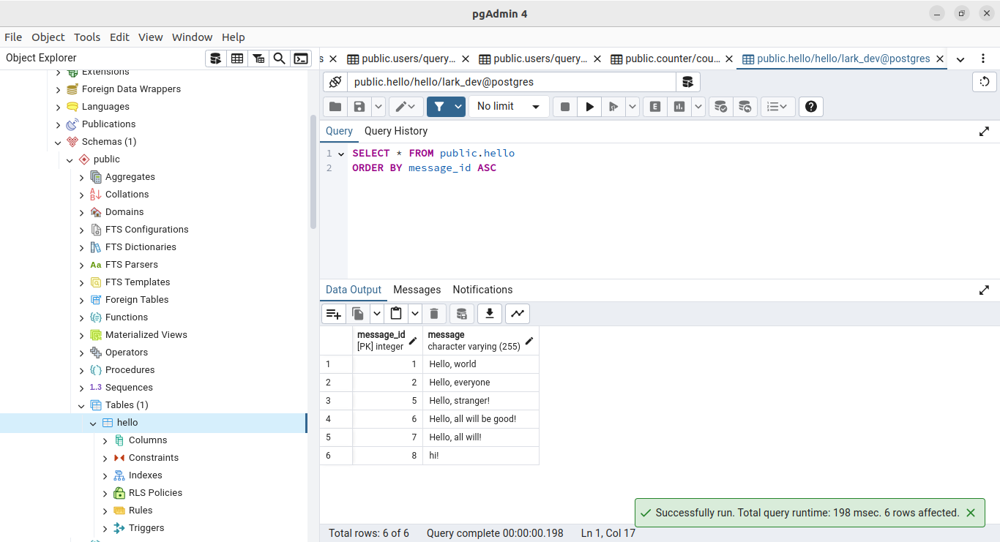 pgAdmin 4
File Object Tools Edit View Window Help
Object Explorer
s public.users/query... public.users/query... public.counter/cou... public.hello/hello/lark_dev@postgres
public.hello/hello/lark_dev@postgres
No limit
E
Query Query History
1 SELECT * FROM public.hello
2 ORDER BY message_id ASC
Extensions
Foreign Data Wrappers
Languages
Publications
Schemas (1)
public
Aggregates
Collations
Domains
FTS Configurations
FTS Dictionaries
Aa FTS Parsers
FTS Templates
Foreign Tables
Functions
Materialized Views
Operators
Procedures
1.3 Sequences
Tables (1)
hello
Columns
Constraints
Indexes
RLS Policies
Rules
Triggers
Data Output Messages Notifications
message_id message
[PK] integer character varying (255)
1 1 Hello, world
2 2 Hello, everyone
3 5 Hello, stranger!
4 6 Hello, all will be good!
5 7 Hello, all will!
6 8 hi!
Successfully run. Total query runtime: 198 msec. 6 rows affected.
Total rows: 6 of 6 Query complete 00:00:00.198 Ln 1, Col 17